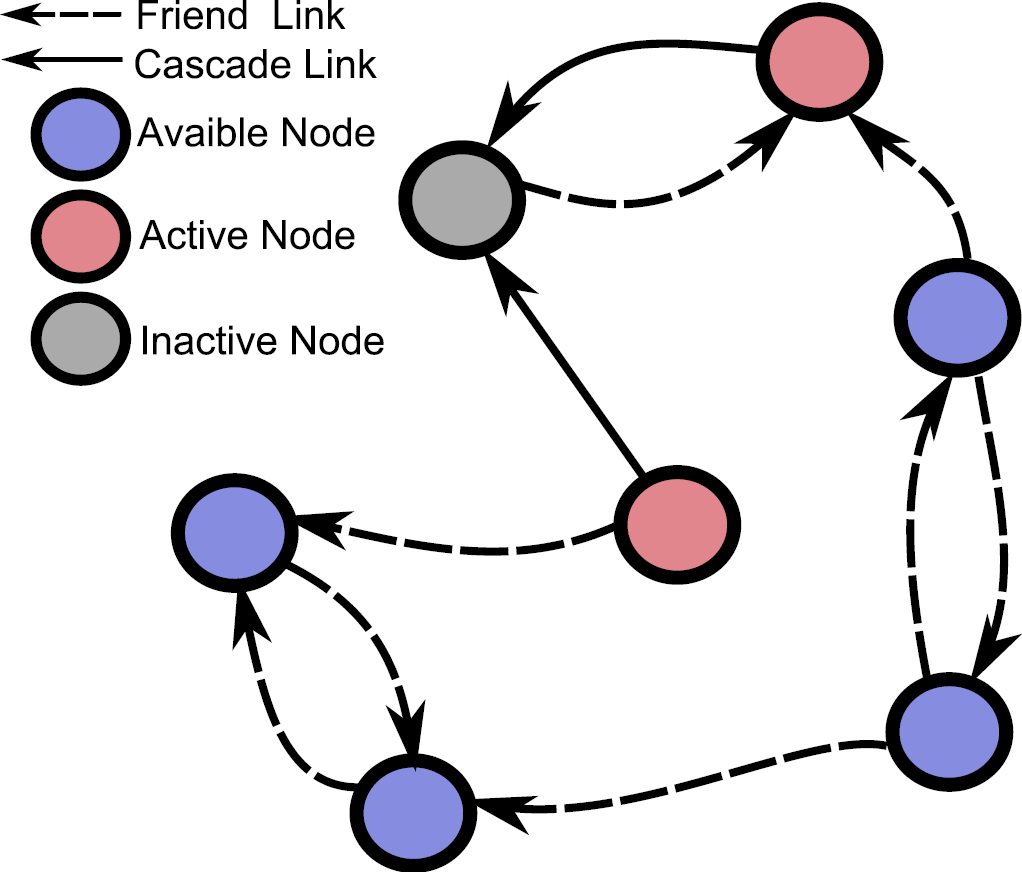 Friend Link
Cascade Link
Avaible Node
Active Node
Inactive Node